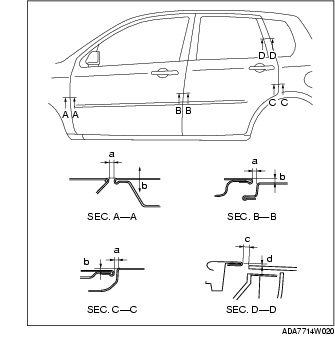 D D
C C
A A
B B
a
b
SEC. A—A
a
b
SEC. B—B
a
b
SEC. C—C
c
d
SEC. D—D
ADA7714W020